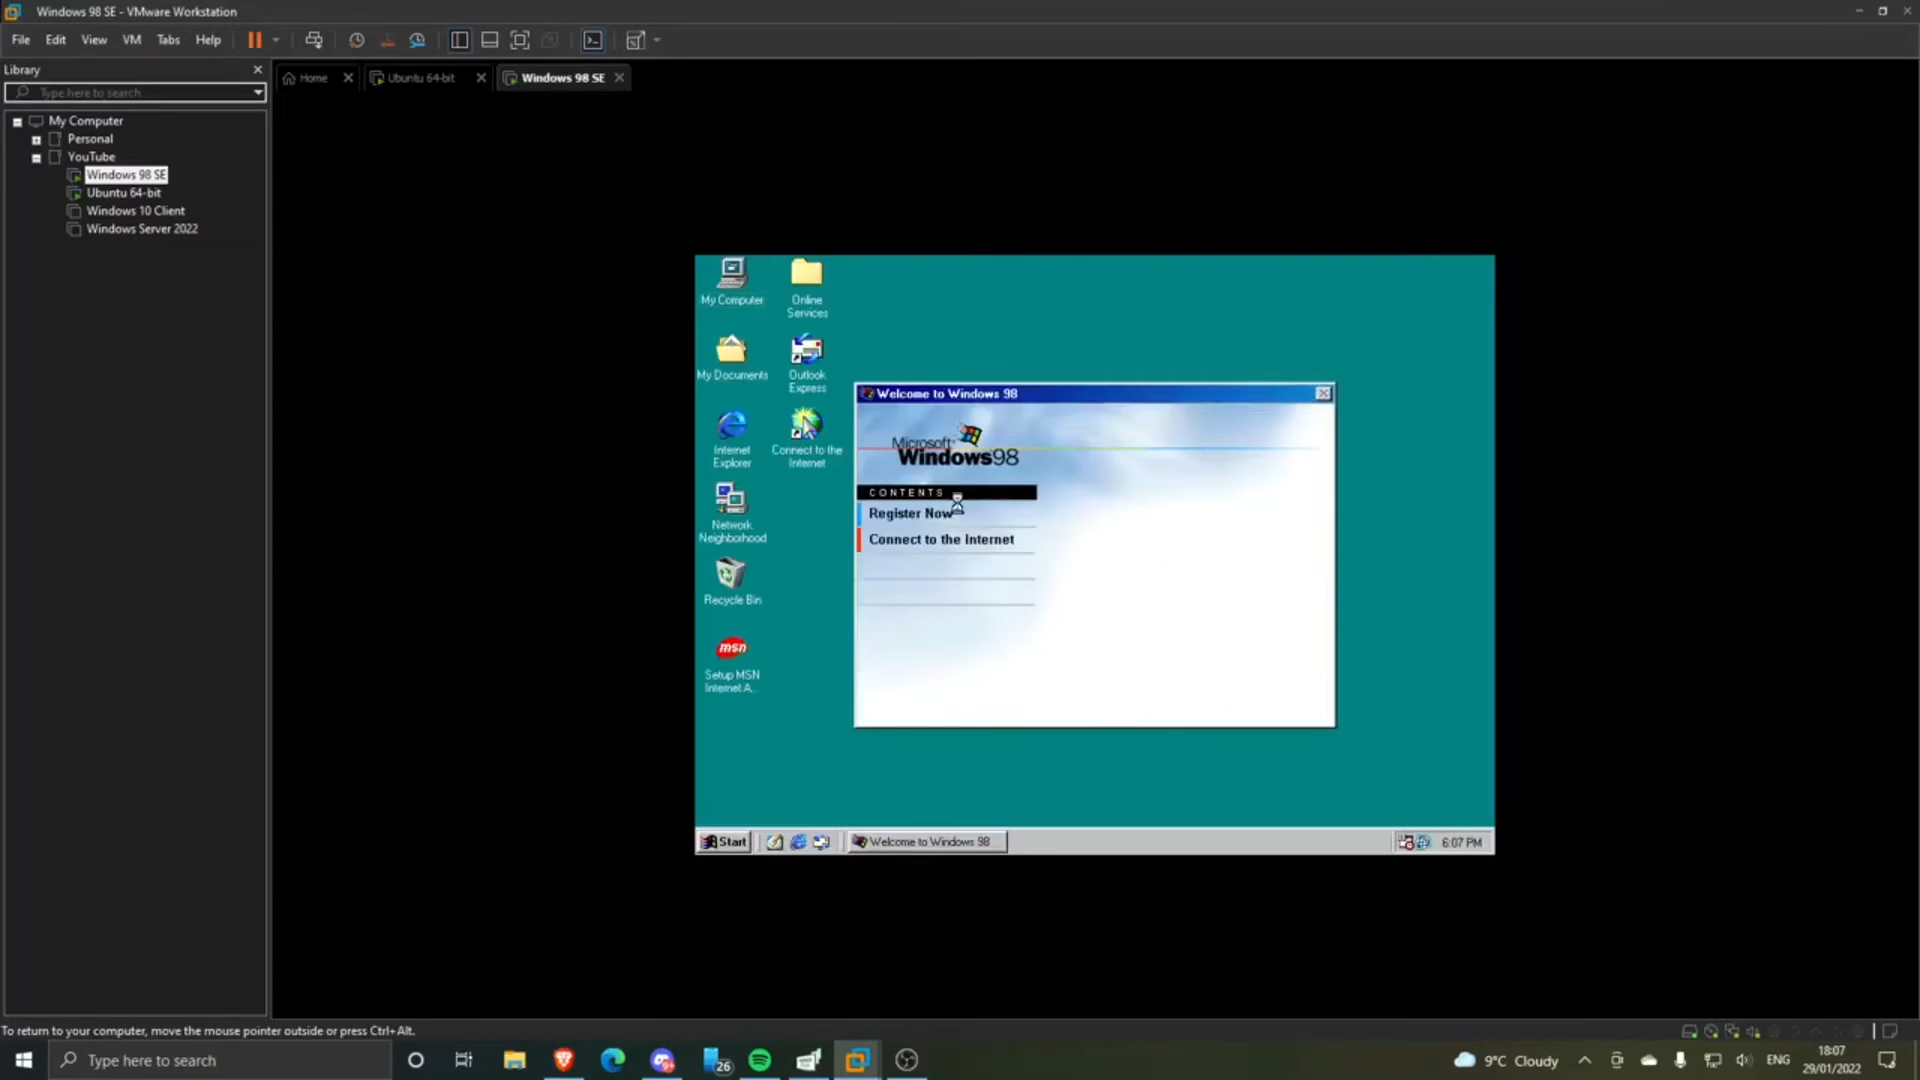 Windows 98 SE - VMware Workstation
File Edit View VM Tabs Help
Library
Type here to search
Home
Ubuntu 64-bit
Windows 98 SE
My Computer
Personal
YouTube
Windows 98 SE
Ubuntu 64-bit
Windows 10 Client
Windows Server 2022
My Computer
Online
Services
My Documents
Outlook
Express
Internet
Explorer
Connect to the
Internet
Network
Neighborhood
Recycle Bin
msn
Setup MSN
Internet A...
Welcome to Windows 98
Microsoft
Windows98
CONTENTS
Register Now
Connect to the Internet
Start
Welcome to Windows 98
6:07 PM
To return to your computer, move the mouse pointer outside or press Ctrl+Alt.
Type here to search
26
9°C Cloudy
ENG
18:07
29/01/2022